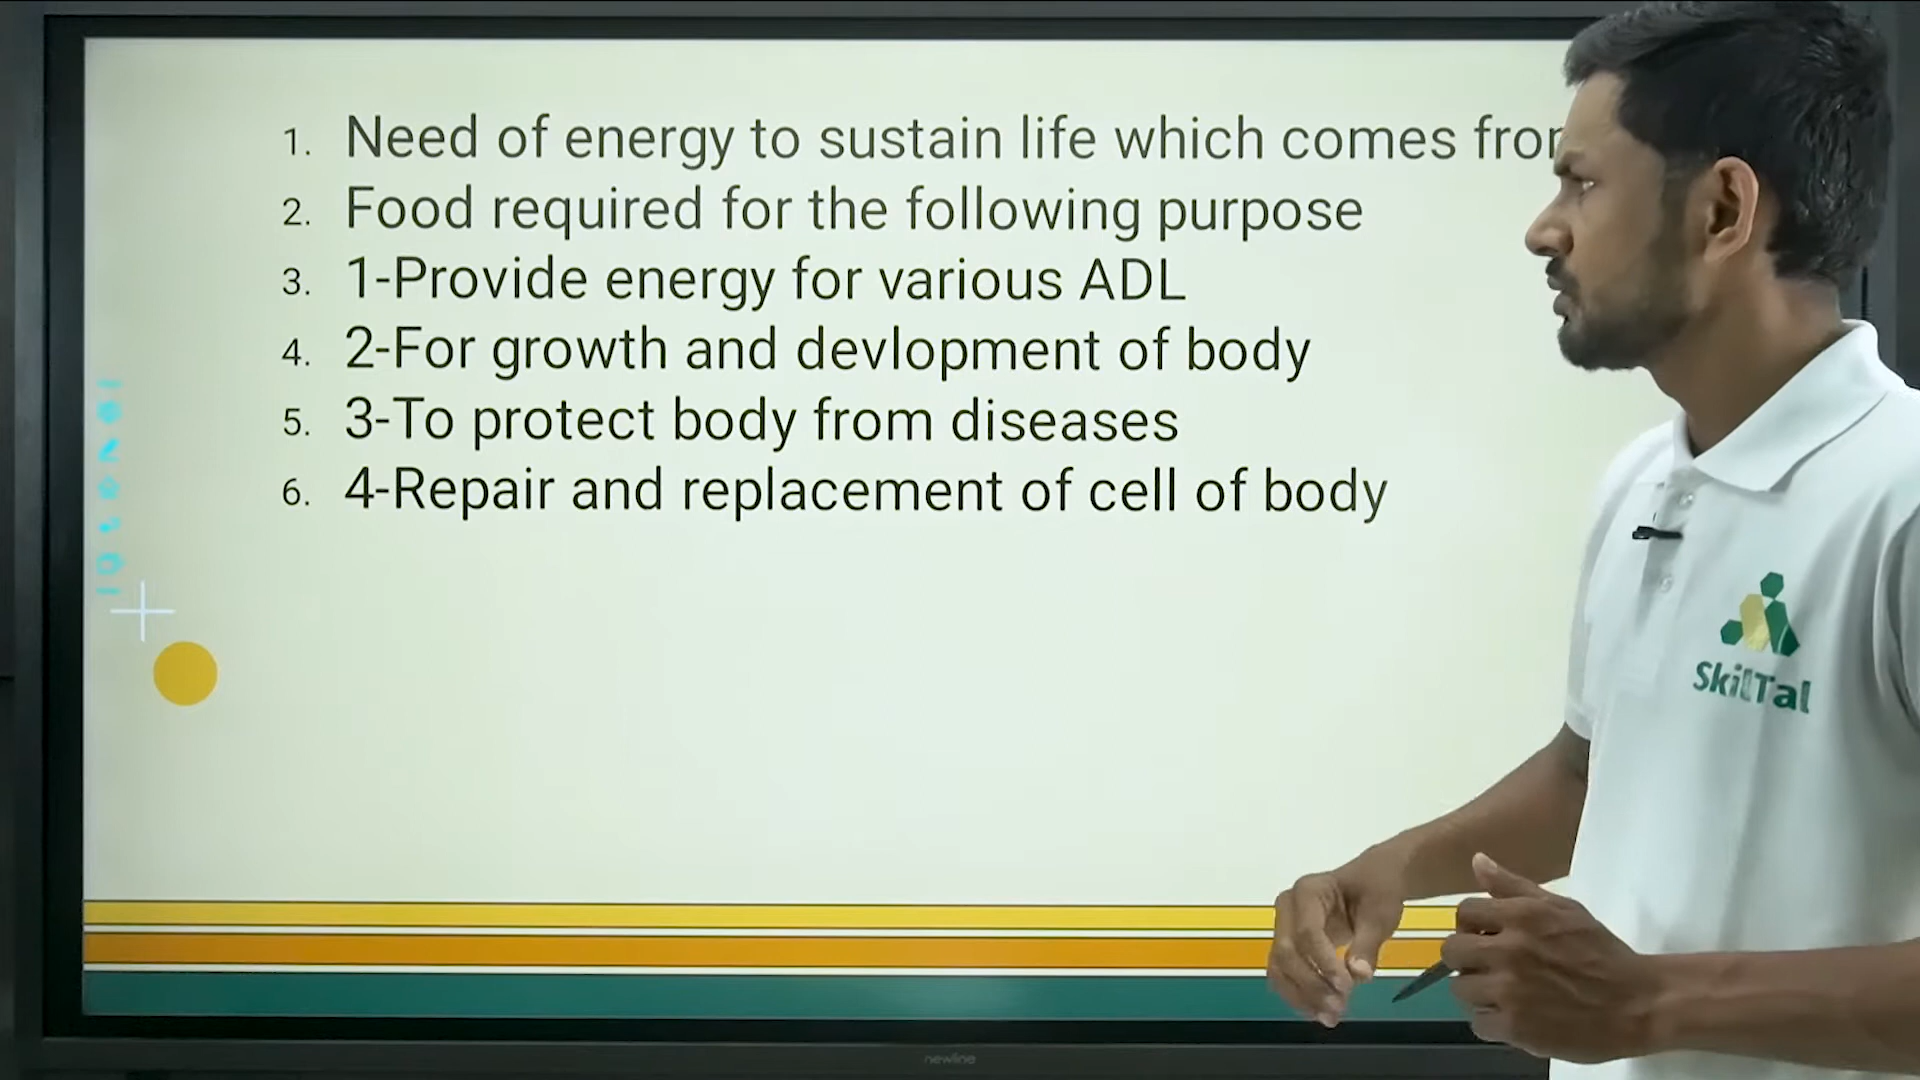 1. Need of energy to sustain life which comes
2. Food required for the following purpose
3. 1-Provide energy for various ADL
4. 2-For growth and devlopment of body
5. 3-To protect body from diseases
6. 4-Repair and replacement of cell of body
SkillTal
newline